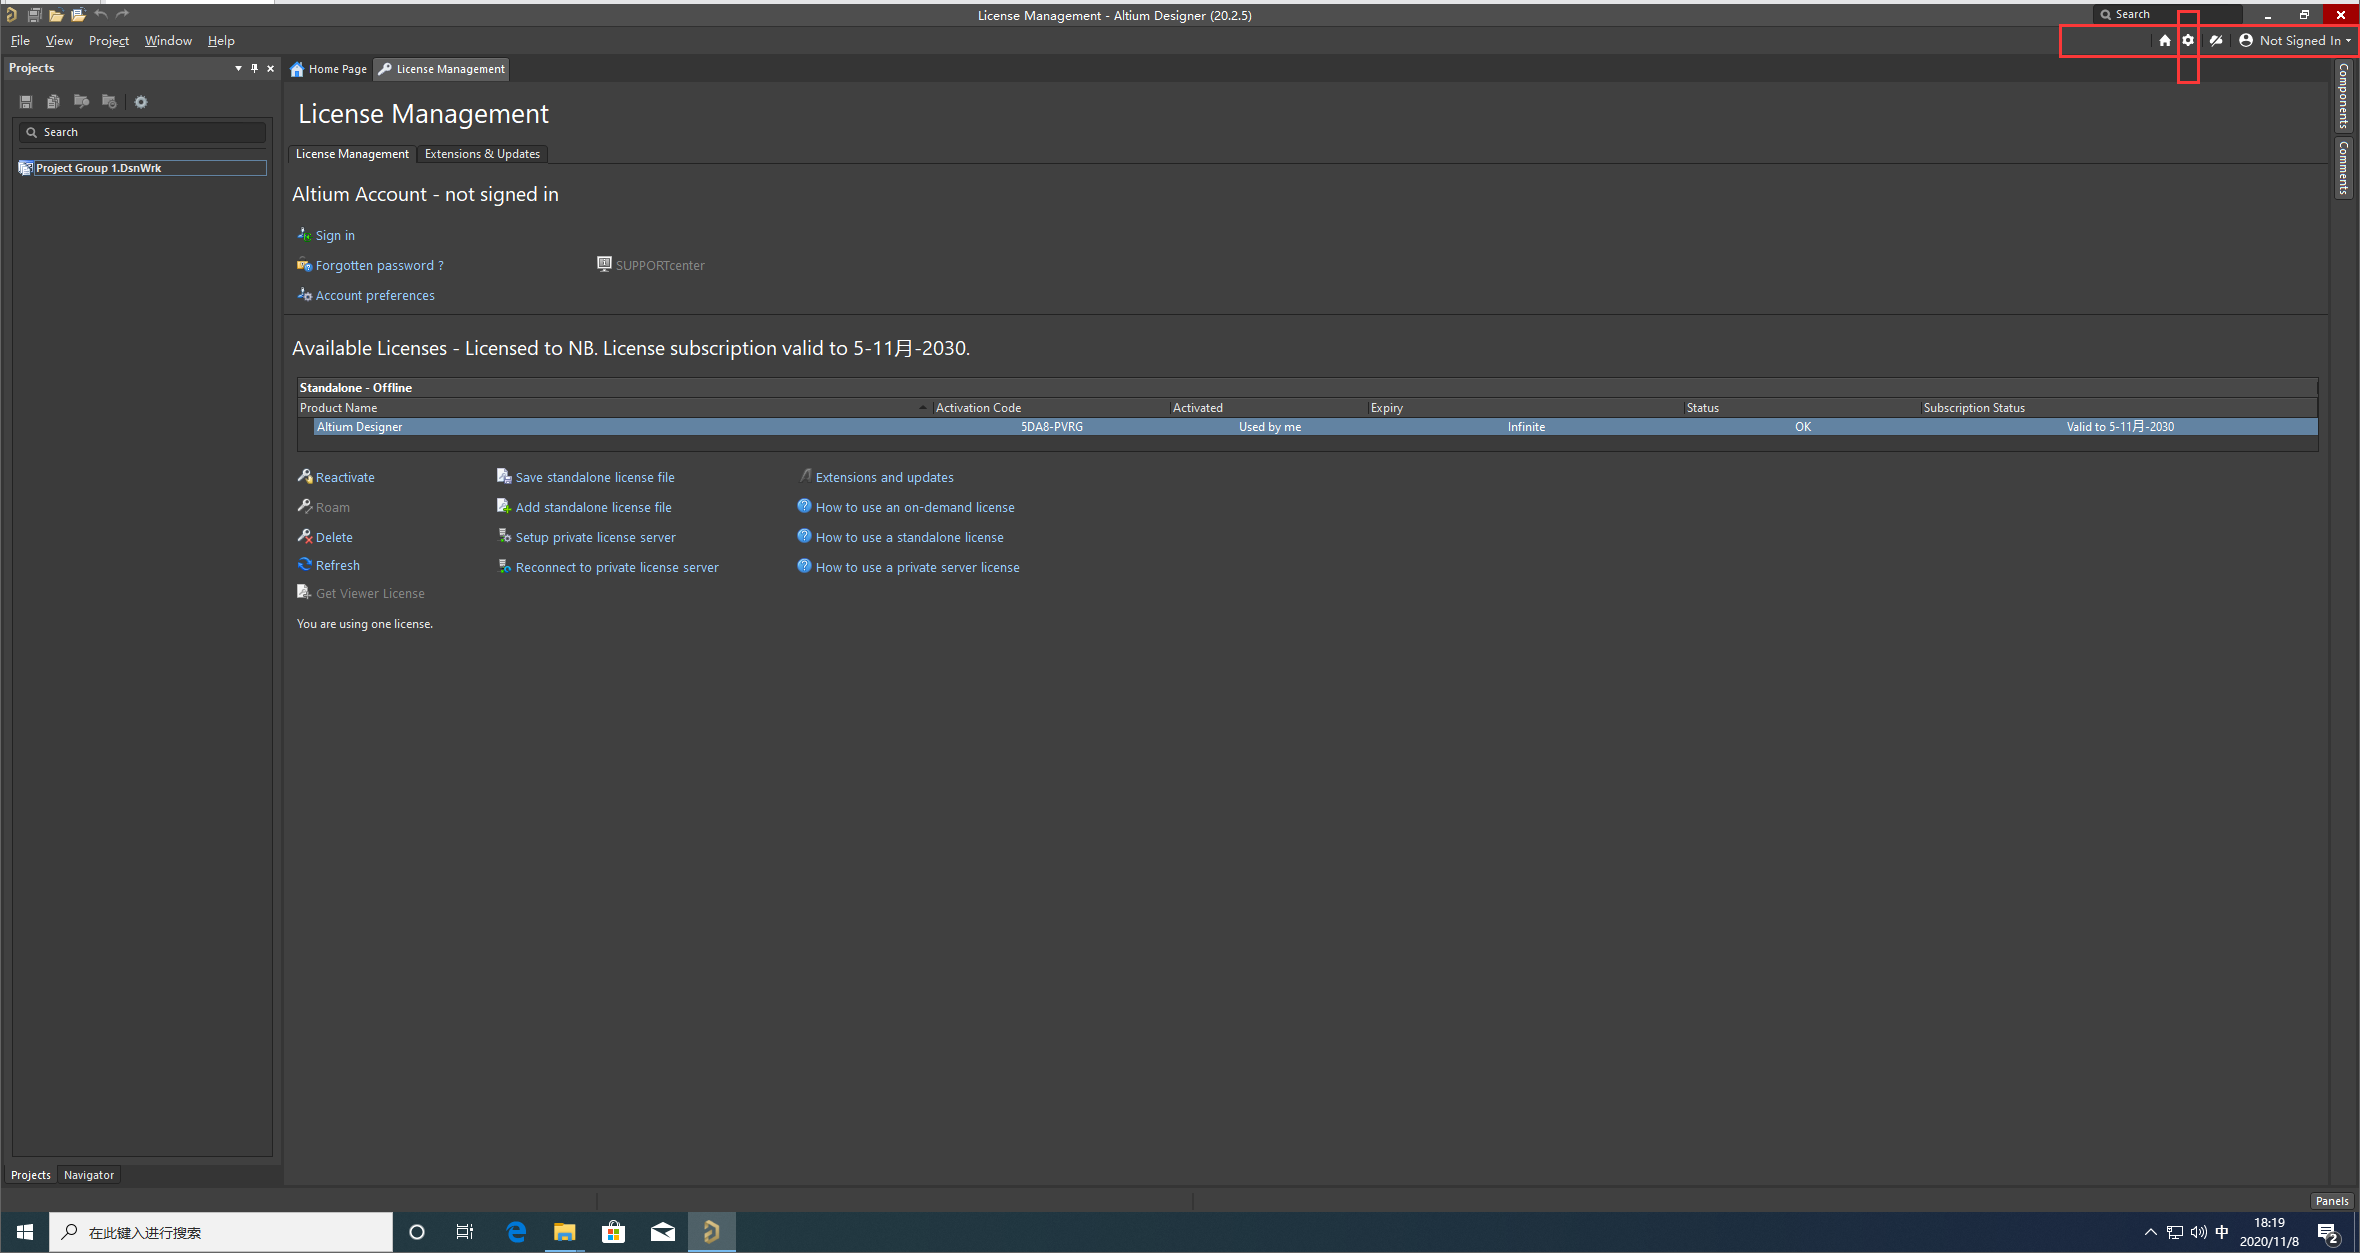 License Management - Altium Designer (20.2.5)
Search
File View Project Window Help
Not Signed In
Projects
Home Page
License Management
Components
Comments
Search
Project Group 1.DsnWrk
License Management
License Management
Extensions & Updates
Altium Account - not signed in
Sign in
Forgotten password ?
SUPPORTcenter
Account preferences
Available Licenses - Licensed to NB. License subscription valid to 5-11月-2030.
Standalone - Offline
Product Name Activation Code Activated Expiry Status Subscription Status
Altium Designer 5DA8-PVRG Used by me Infinite OK Valid to 5-11月-2030
Reactivate Save standalone license file Extensions and updates
Roam Add standalone license file How to use an on-demand license
Delete Setup private license server How to use a standalone license
Refresh Reconnect to private license server How to use a private server license
Get Viewer License
You are using one license.
Projects Navigator
Panels
在此键入进行搜索
中
18:19
2020/11/8
2